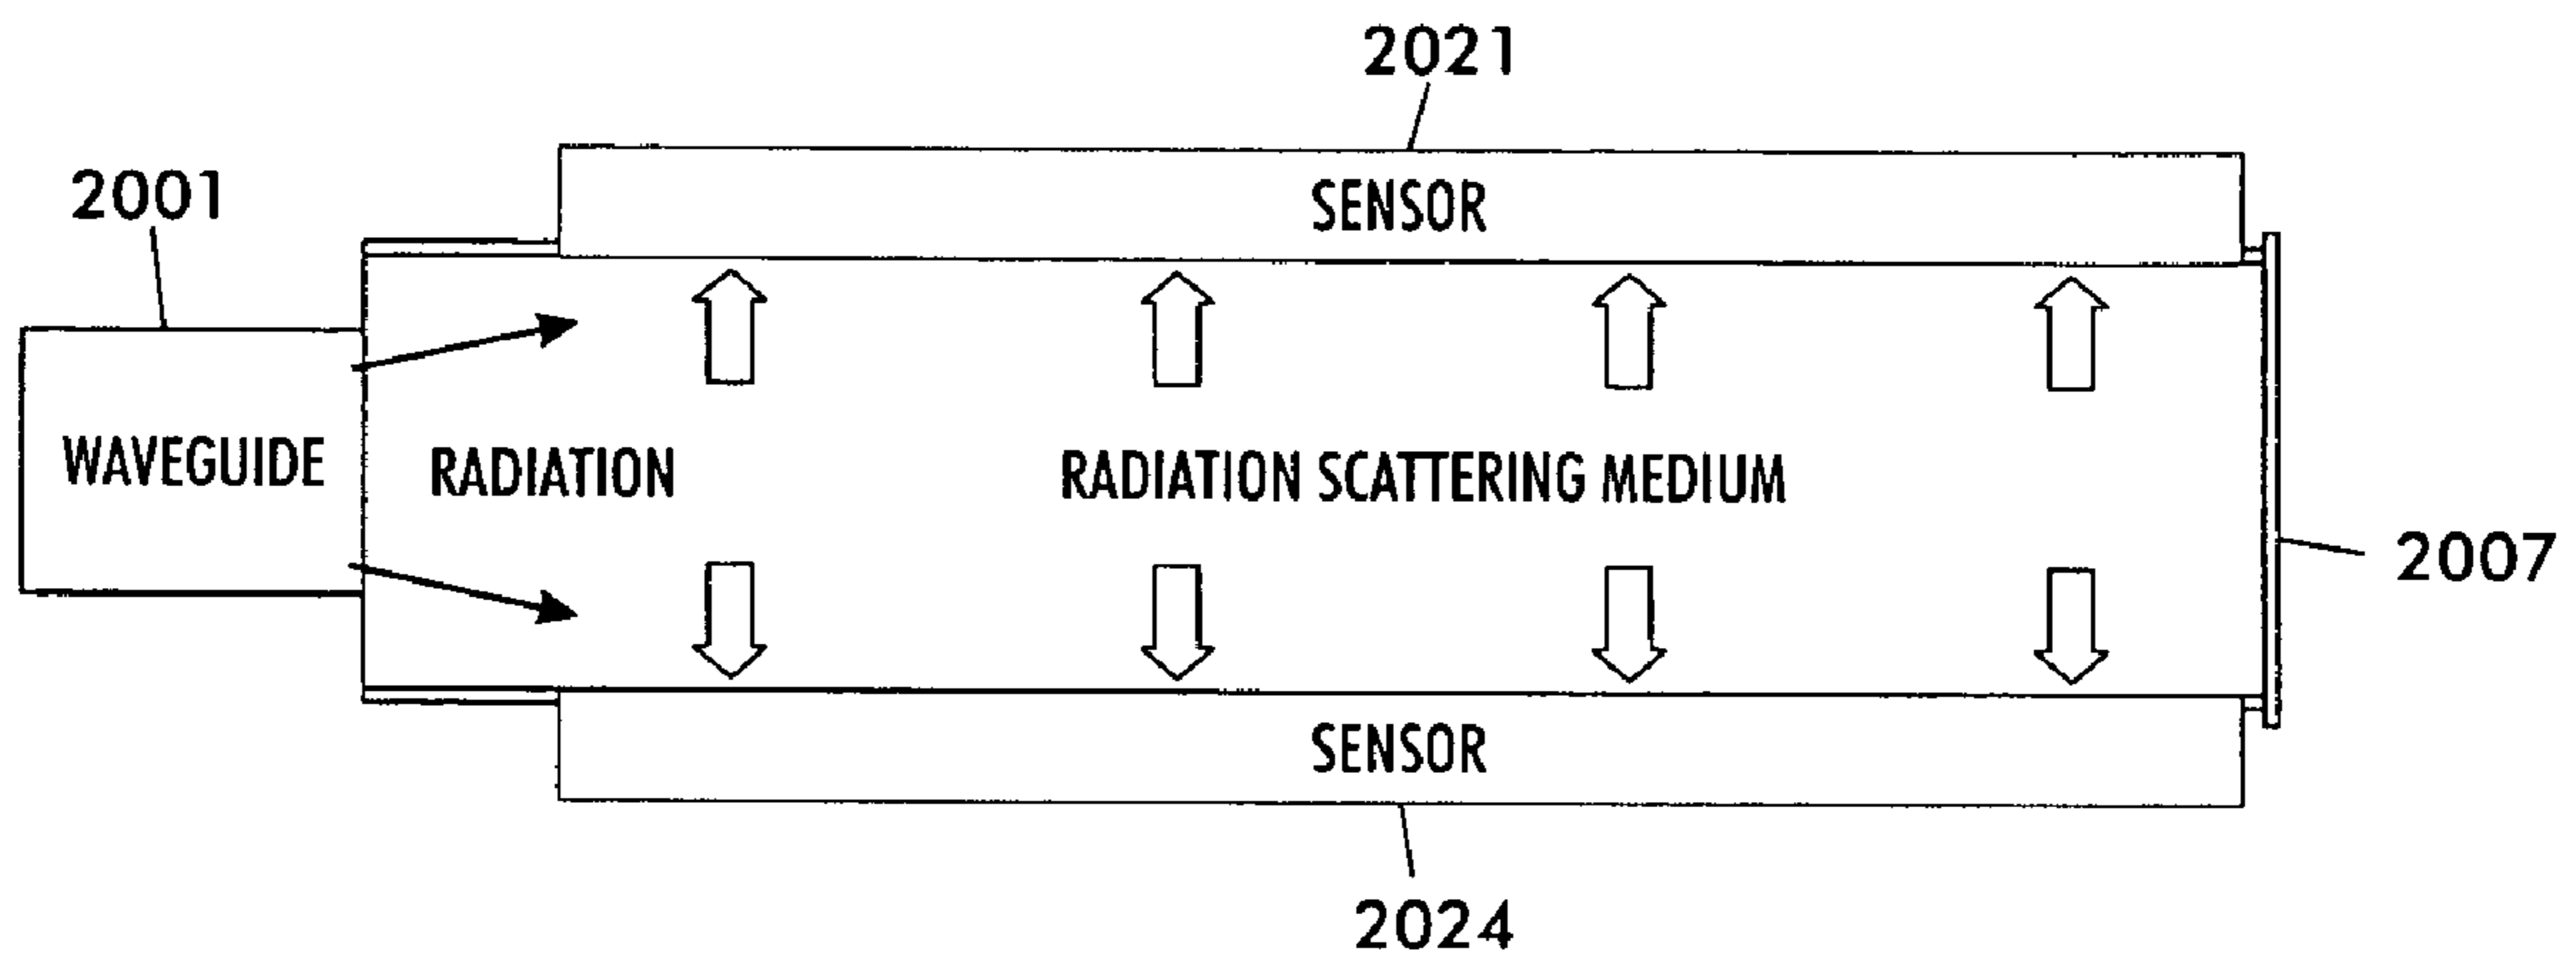 2021
SENSOR
2001
WAVEGUIDE
RADIATION
RADIATION SCATTERING MEDIUM
2007
SENSOR
2024